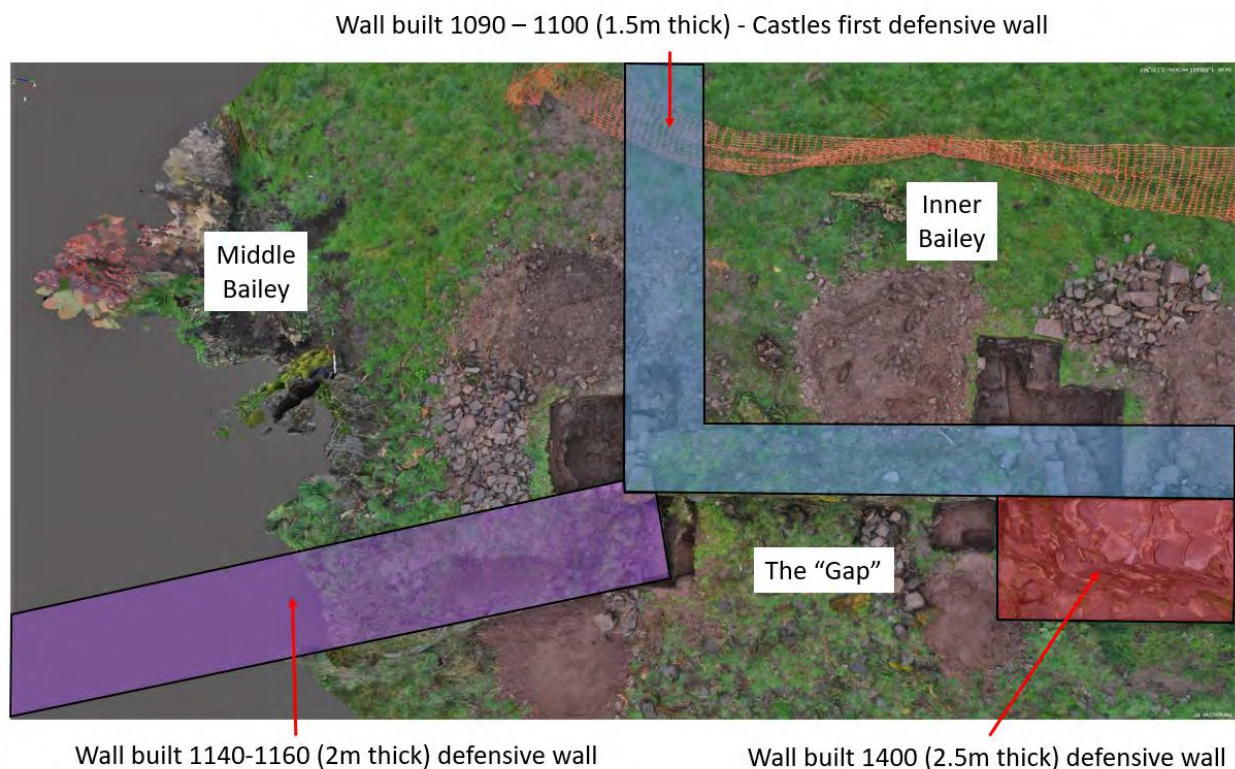 Wall built 1090 – 1100 (1.5m thick) - Castles first defensive wall
Middle
Bailey
Inner
Bailey
The "Gap"
Wall built 1140-1160 (2m thick) defensive wall
Wall built 1400 (2.5m thick) defensive wall